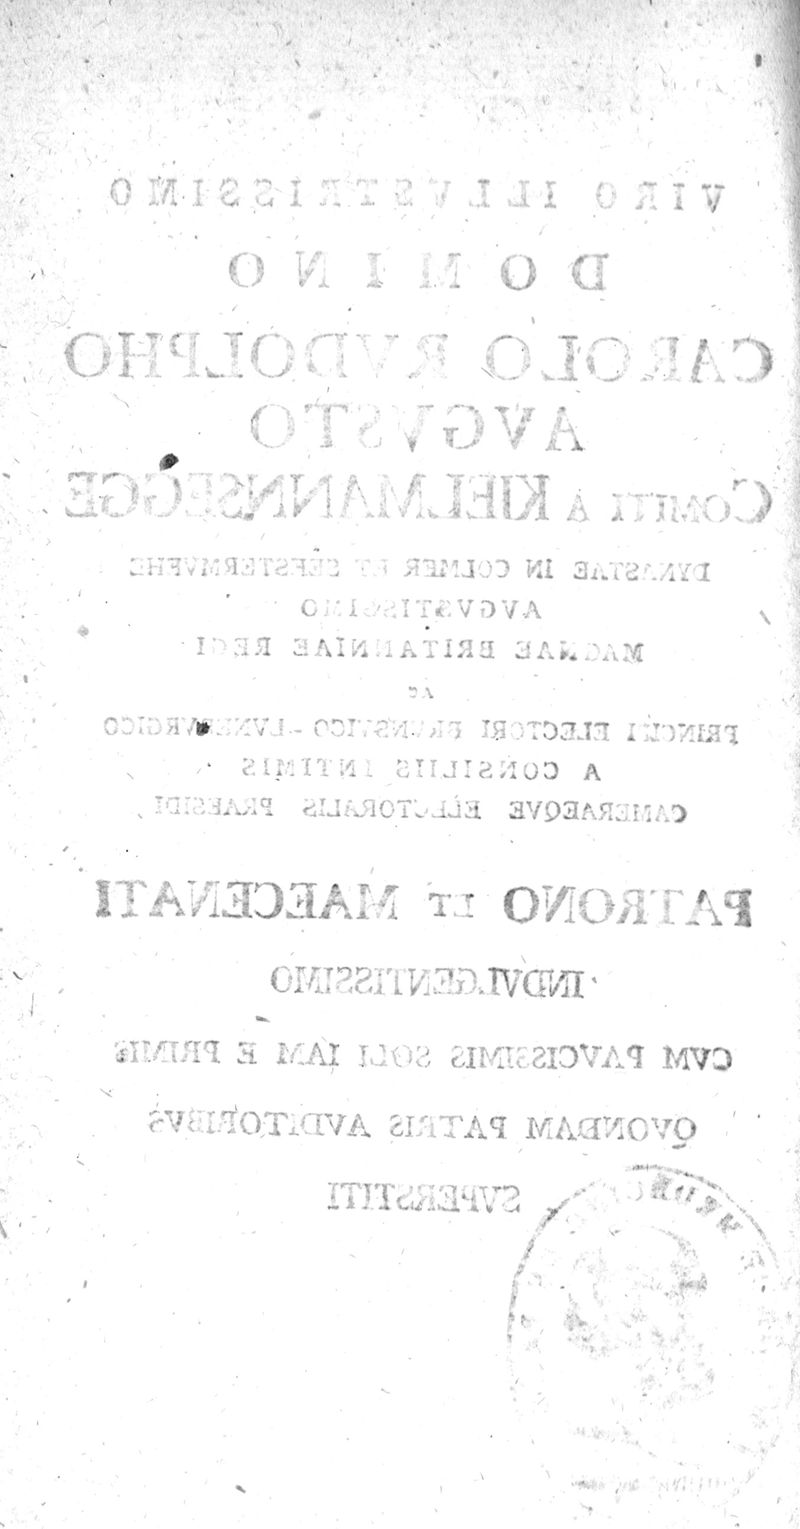 VIRO ILLVSTRISSIMO
DOMINO
CAROLO RVDOLPHO
AVGVSTO
COMITI A KIELMANNSEGGE
DYNASTAE IN COLMER ET SEESTERMVEHE
AVGVSTISSIMO
MAGNAE BRITANNIAE REGI
AC
PRINCIPI ELECTORI BRVNSVICO-LVNEBVRGICO
A CONSILIIS INTIMIS
CAMERAEQVE ELECTORALIS PRAESIDI
PATRONO ET MAECENATI
INDVLGENTISSIMO
CVM PAVCISSIMIS SOLI IAM E PRIMIS
QVONDAM PATRIS AVDITORIBVS
SVPERSTITI